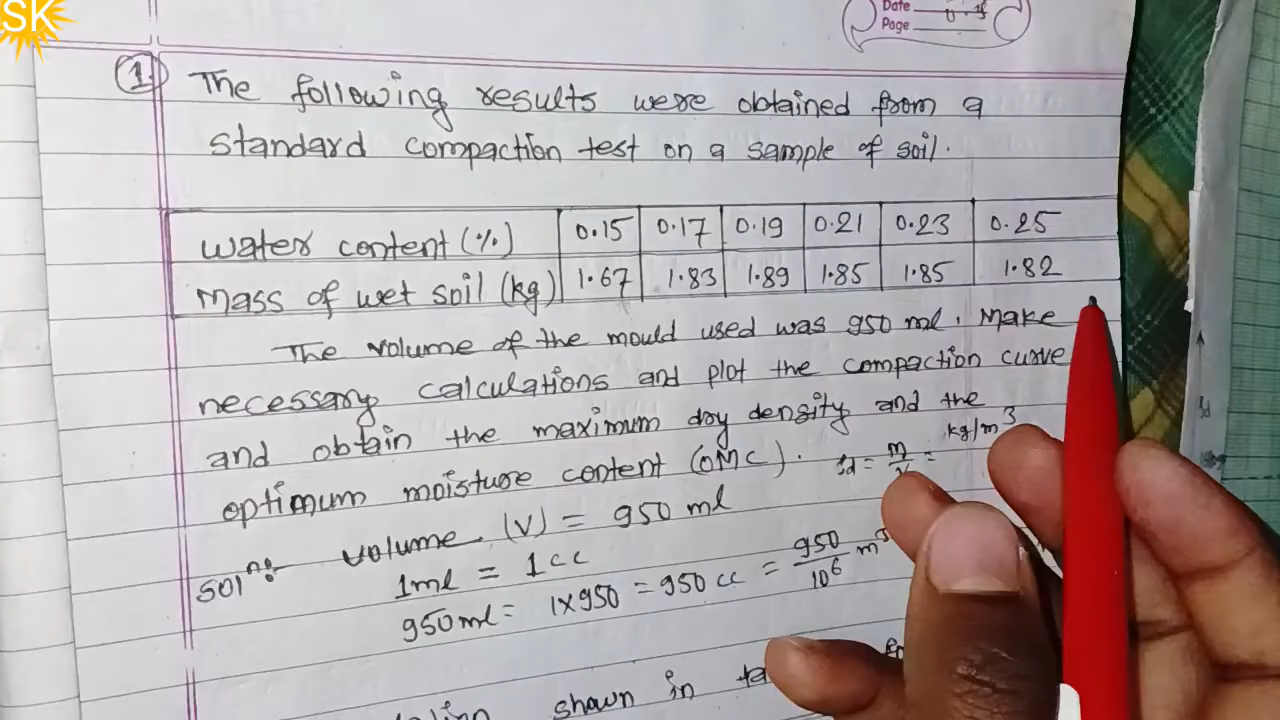 SK
Date
Page
1. The following results were obtained from a
standard compaction test on a sample of soil.
Water content (%) 0.15 0.17 0.19 0.21 0.23 0.25
Mass of wet soil (kg) 1.67 1.83 1.89 1.85 1.85 1.82
The volume of the mould used was 950 ml. Make
necessary calculations and plot the compaction curve
and obtain the maximum dry density and the
optimum moisture content (OMC).
= m/v = kg/m³
Solⁿ:- volume (V) = 950 ml
1ml = 1cc
950ml = 1×950 = 950 cc = 950/10⁶ m³
shown in